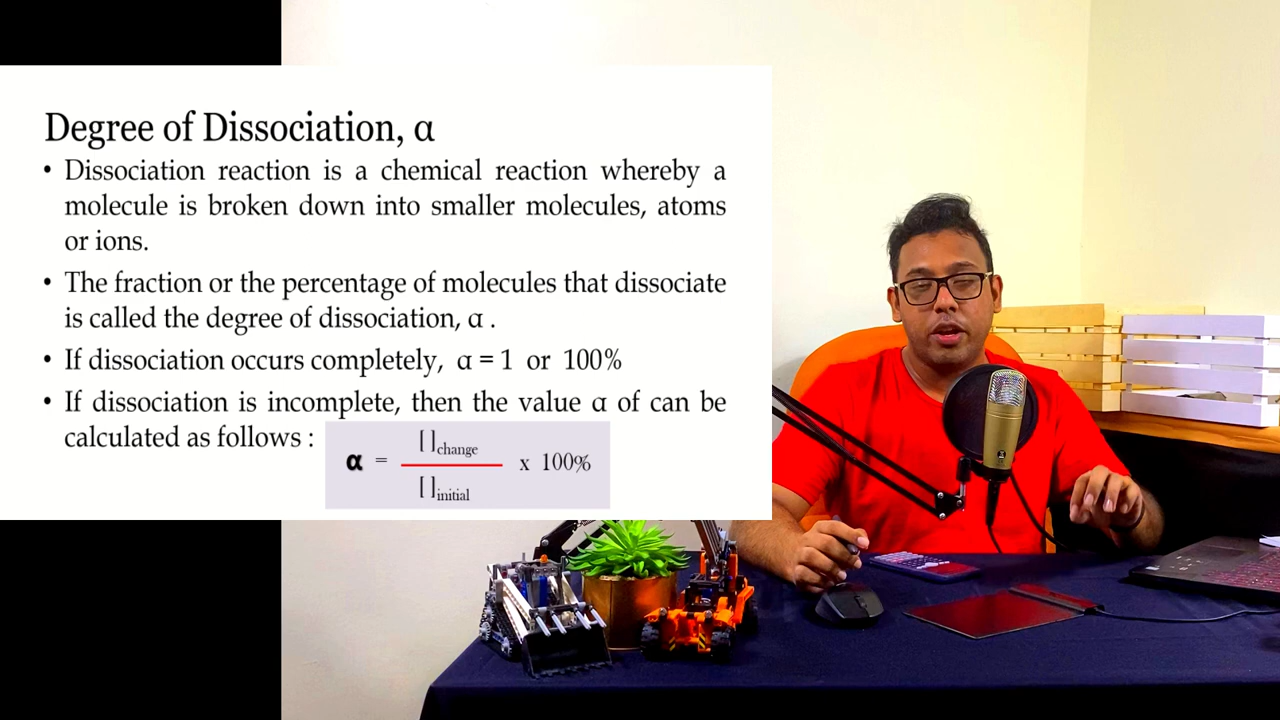 Degree of Dissociation, α
• Dissociation reaction is a chemical reaction whereby a
molecule is broken down into smaller molecules, atoms
or ions.
• The fraction or the percentage of molecules that dissociate
is called the degree of dissociation, α .
• If dissociation occurs completely, α = 1 or 100%
• If dissociation is incomplete, then the value α of can be
calculated as follows :
α = [ ]change / [ ]initial x 100%